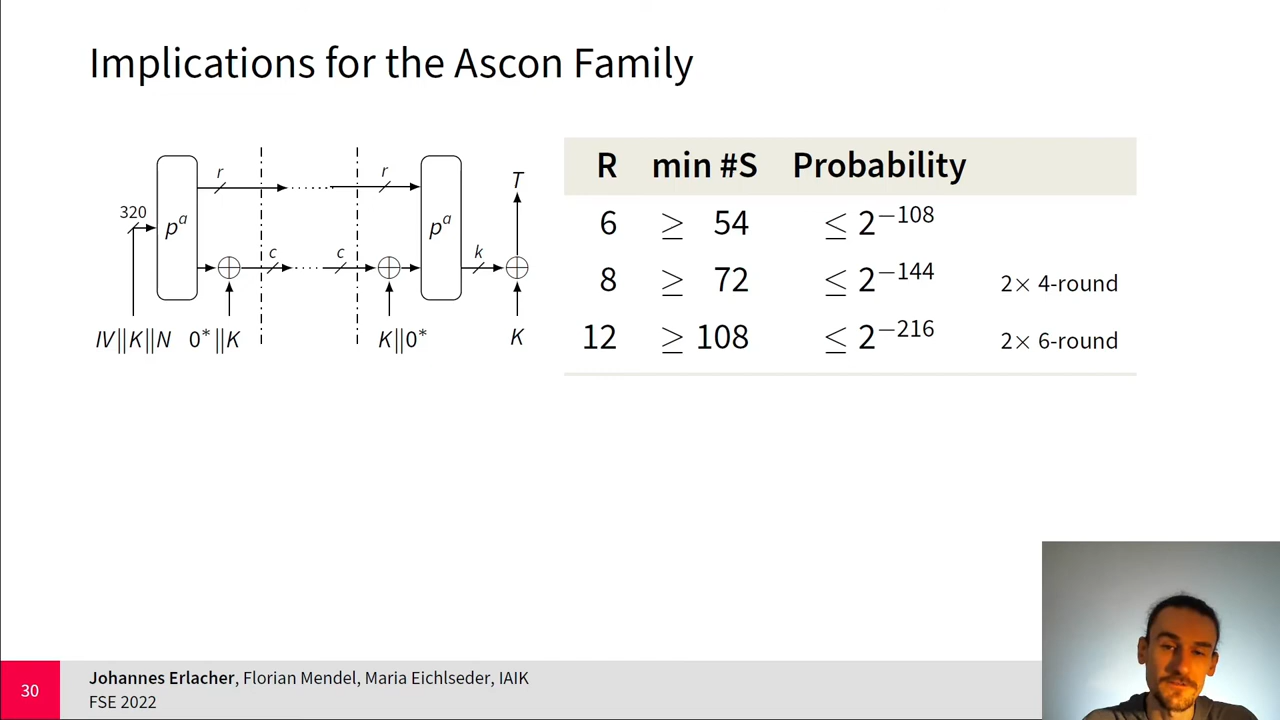 Implications for the Ascon Family
320
p^a
r
c
r
c
p^a
k
T
IV||K||N
0*||K
K||0*
K
R min #S Probability
6 ≥ 54 ≤ 2^−108
8 ≥ 72 ≤ 2^−144 2× 4-round
12 ≥ 108 ≤ 2^−216 2× 6-round
30
Johannes Erlacher, Florian Mendel, Maria Eichlseder, IAIK
FSE 2022